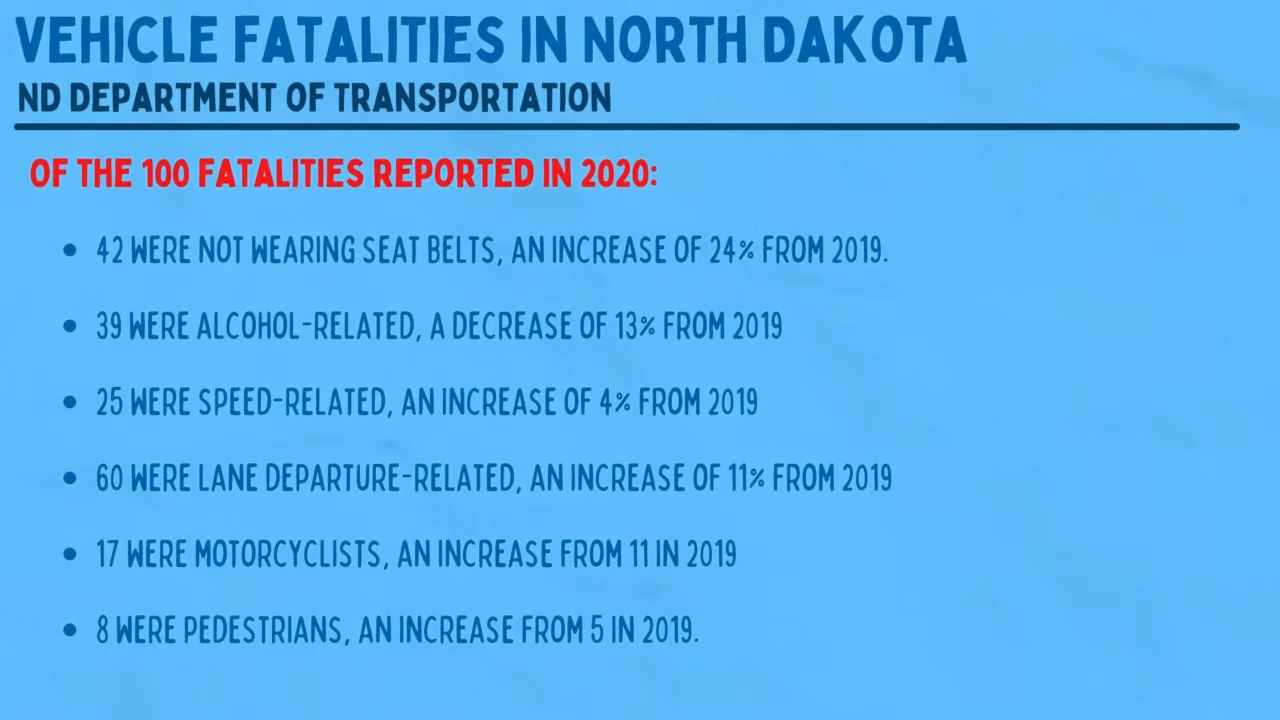 VEHICLE FATALITIES IN NORTH DAKOTA
ND DEPARTMENT OF TRANSPORTATION
OF THE 100 FATALITIES REPORTED IN 2020:
• 42 WERE NOT WEARING SEAT BELTS, AN INCREASE OF 24% FROM 2019.
• 39 WERE ALCOHOL-RELATED, A DECREASE OF 13% FROM 2019
• 25 WERE SPEED-RELATED, AN INCREASE OF 4% FROM 2019
• 60 WERE LANE DEPARTURE-RELATED, AN INCREASE OF 11% FROM 2019
• 17 WERE MOTORCYCLISTS, AN INCREASE FROM 11 IN 2019
• 8 WERE PEDESTRIANS, AN INCREASE FROM 5 IN 2019.